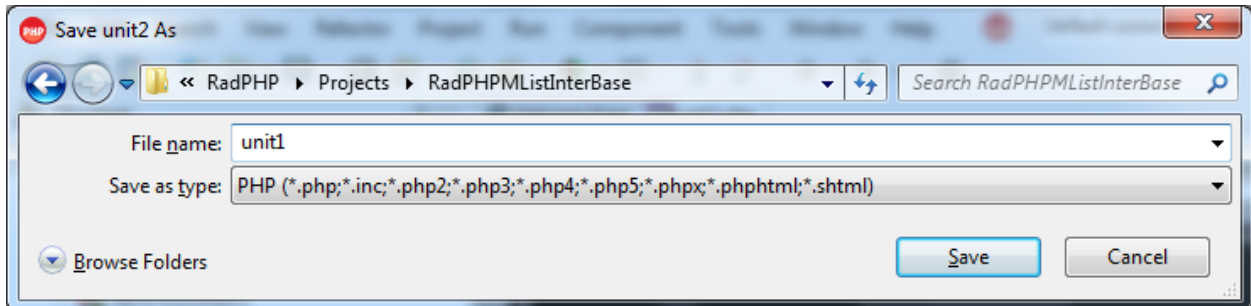 PHP Save unit2 As
« RadPHP Projects RadPHPMListInterBase Search RadPHPMListInterBase
File name: unit1
Save as type: PHP (*.php;*.inc;*.php2;*.php3;*.php4;*.php5;*.phpx;*.phphtml;*.shtml)
Browse Folders Save Cancel